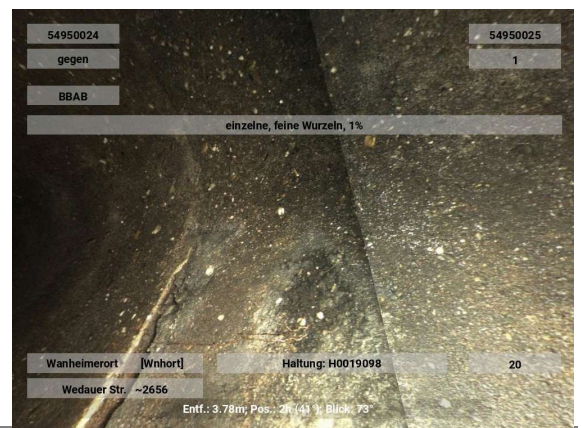 54950024 54950025
gegen 1
BBAB
einzelne, feine Wurzeln, 1%
Wanheimerort [Wnhort] Haltung: H0019098 20
Wedauer Str. ~2656
Entf.: 3.78m; Pos.: 2h (41°); Blick: 73°